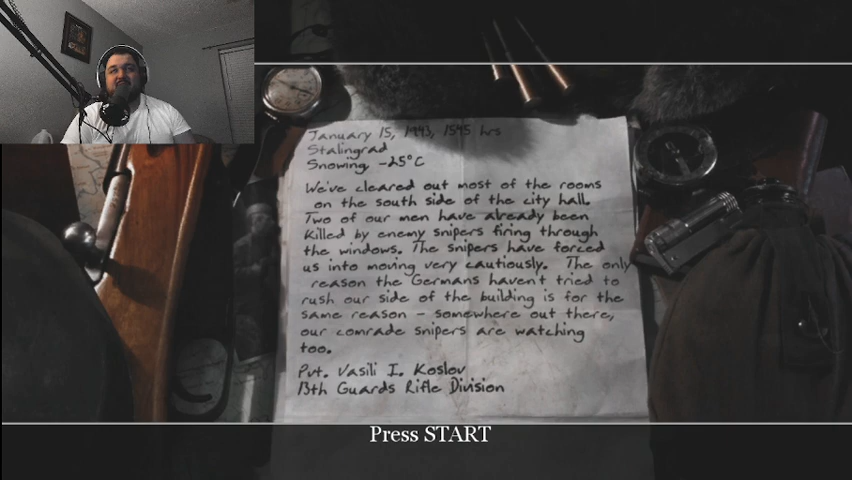 January 15, 1943, 1545 hrs
Stalingrad
Snowing, -25°C
We've cleared out most of the rooms
on the south side of the city hall.
Two of our men have already been
killed by enemy snipers firing through
the windows. The snipers have forced
us into moving very cautiously. The only
reason the Germans havent tried to
rush our side of the building is for the
same reason - somewhere out there,
our comrade snipers are watching
too.
Pvt. Vasili I. Koslov
13th Guards Rifle Division
Press START